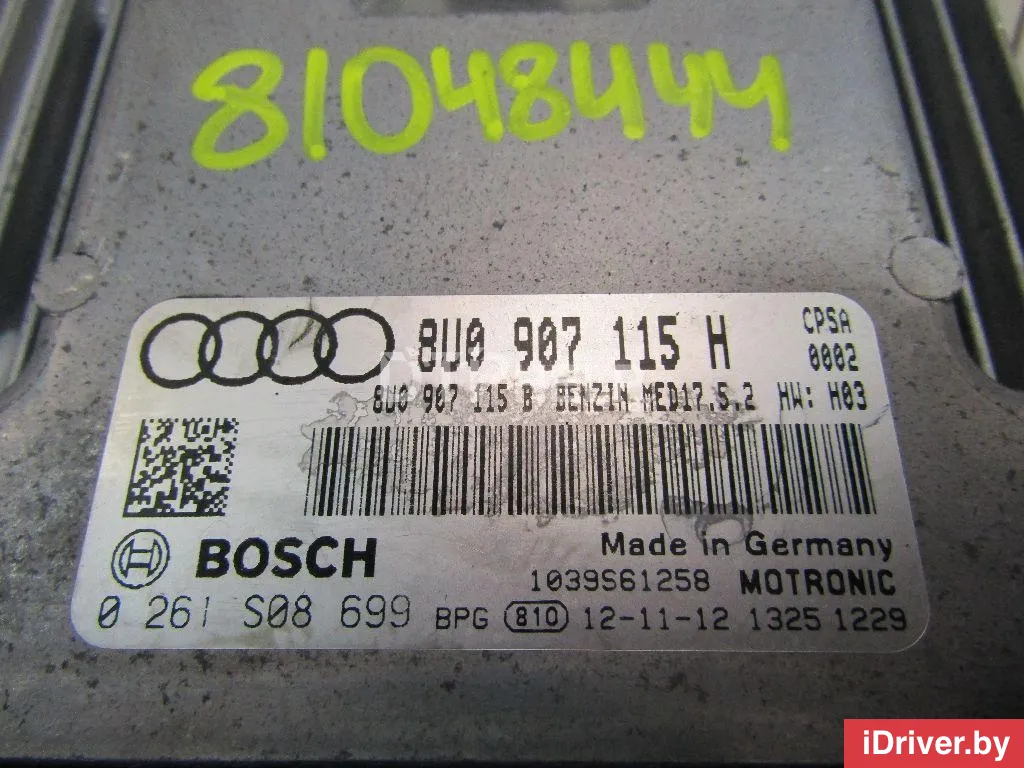 81048444
8U0 907 115 H
CPSA
0002
8U0 907 115 B BENZIN MED17.5.2 HW: H03
BOSCH
Made in Germany
1039S61258 MOTRONIC
0 261 S08 699 BPG 810 12-11-12 1325 1229
iDriver.by